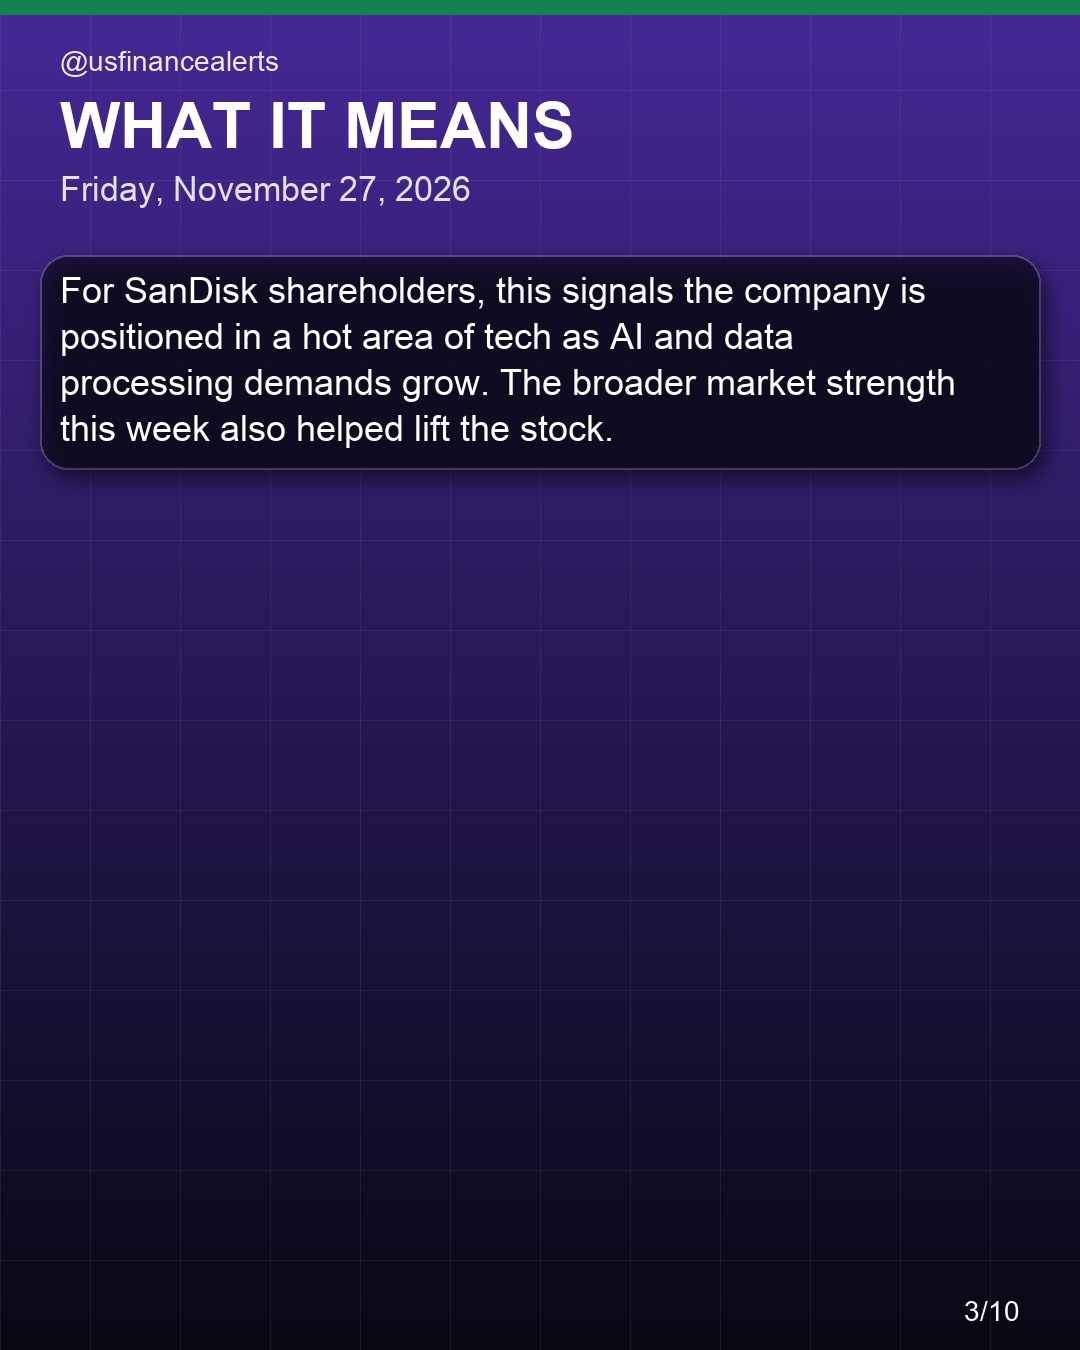 @usfinancealerts
WHAT IT MEANS
Friday, November 27, 2026
For SanDisk shareholders, this signals the company is
positioned in a hot area of tech as AI and data
processing demands grow. The broader market strength
this week also helped lift the stock.
3/10